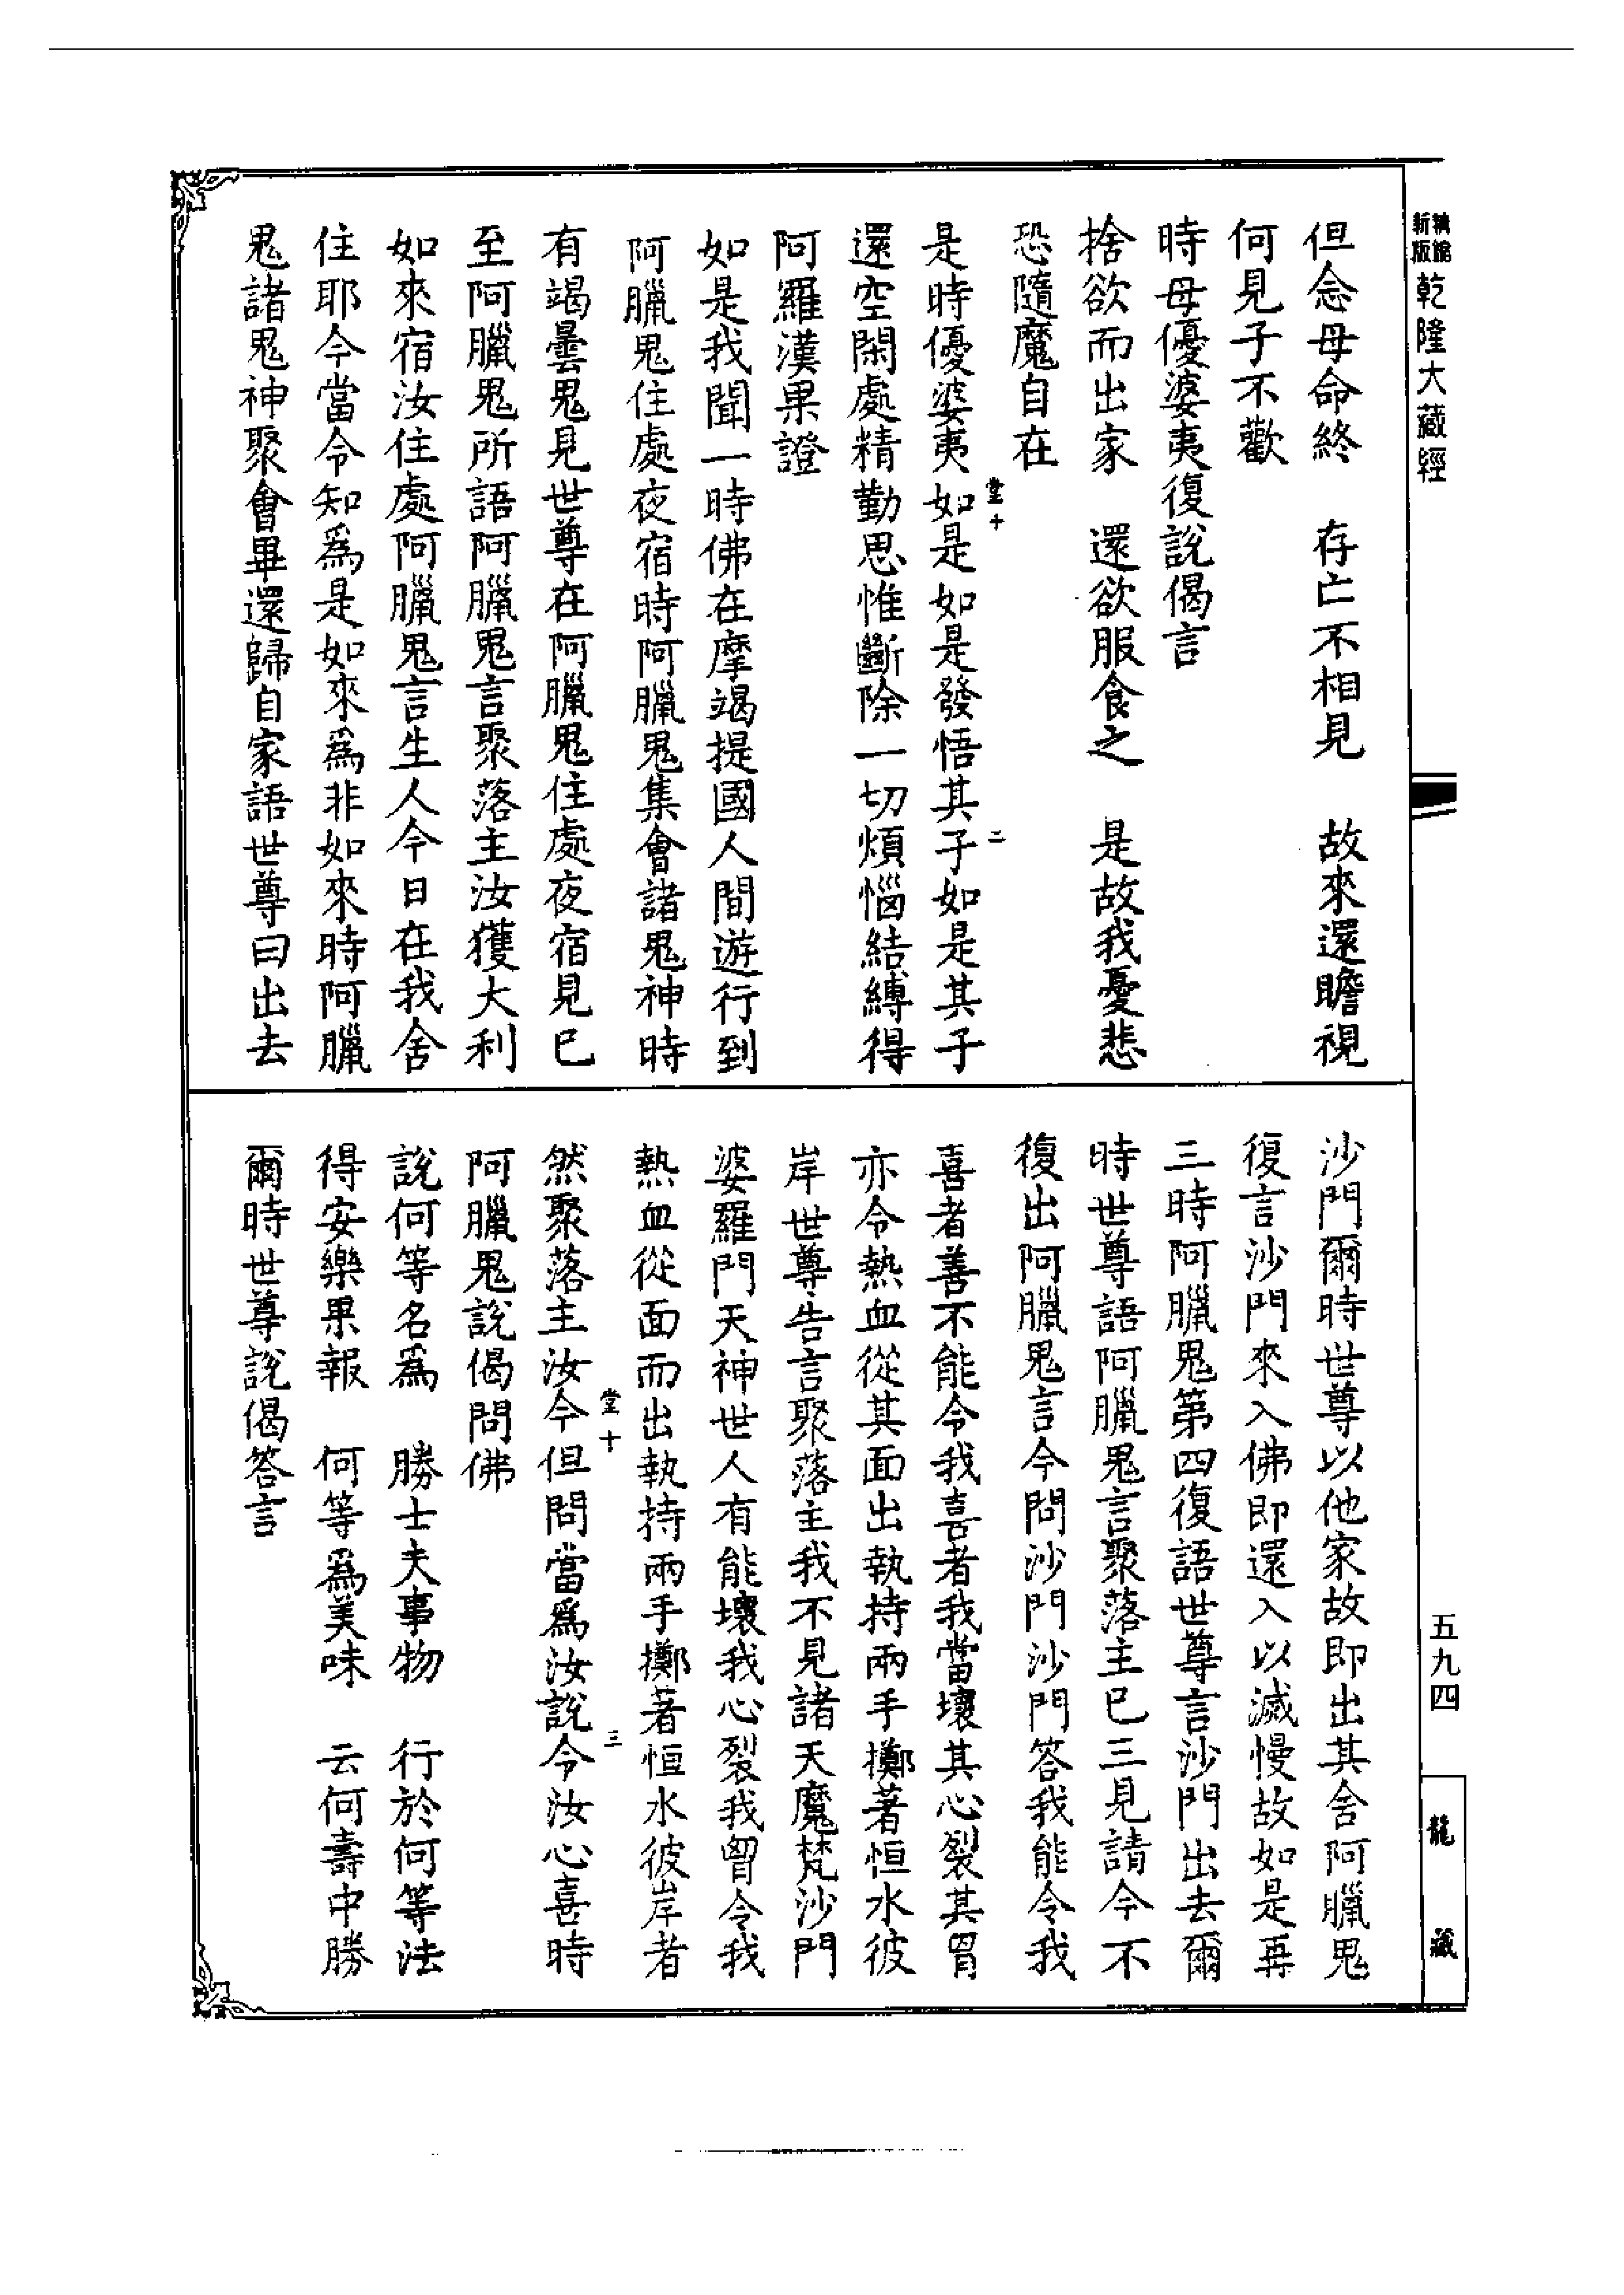 新版精縮乾隆大藏經
五九四
龍藏
但念母命終　存亡不相見　故來還瞻視
何見子不歡
時母優婆夷復說偈言
捨欲而出家　還欲服食之　是故我憂悲
恐隨魔自在
是時優婆夷如是如是發悟其子如是其子
堂十　二
還空閑處精勤思惟斷除一切煩惱結縛得
阿羅漢果證
如是我聞一時佛在摩竭提國人間遊行到
阿臘鬼住處夜宿時阿臘鬼集會諸鬼神時
有竭曇鬼見世尊在阿臘鬼住處夜宿見已
至阿臘鬼所語阿臘鬼言聚落主汝獲大利
如來宿汝住處阿臘鬼言生人今日在我舍
住耶今當令知為是如來為非如來時阿臘
鬼諸鬼神聚會畢還歸自家語世尊曰出去
沙門爾時世尊以他家故即出其舍阿臘鬼
復言沙門來入佛即還入以滅慢故如是再
三時阿臘鬼第四復語世尊言沙門出去爾
時世尊語阿臘鬼言聚落主已三見請今不
復出阿臘鬼言今問沙門沙門答我能令我
喜者善不能令我喜者我當壞其心裂其胷
亦令熱血從其面出執持兩手擲著恒水彼
岸世尊告言聚落主我不見諸天魔梵沙門
婆羅門天神世人有能壞我心裂我胷令我
熱血從面而出執持兩手擲著恒水彼岸者
堂十　三
然聚落主汝今但問當為汝說令汝心喜時
阿臘鬼說偈問佛
說何等名為　勝士夫事物　行於何等法
得安樂果報　何等為美味　云何壽中勝
爾時世尊說偈答言